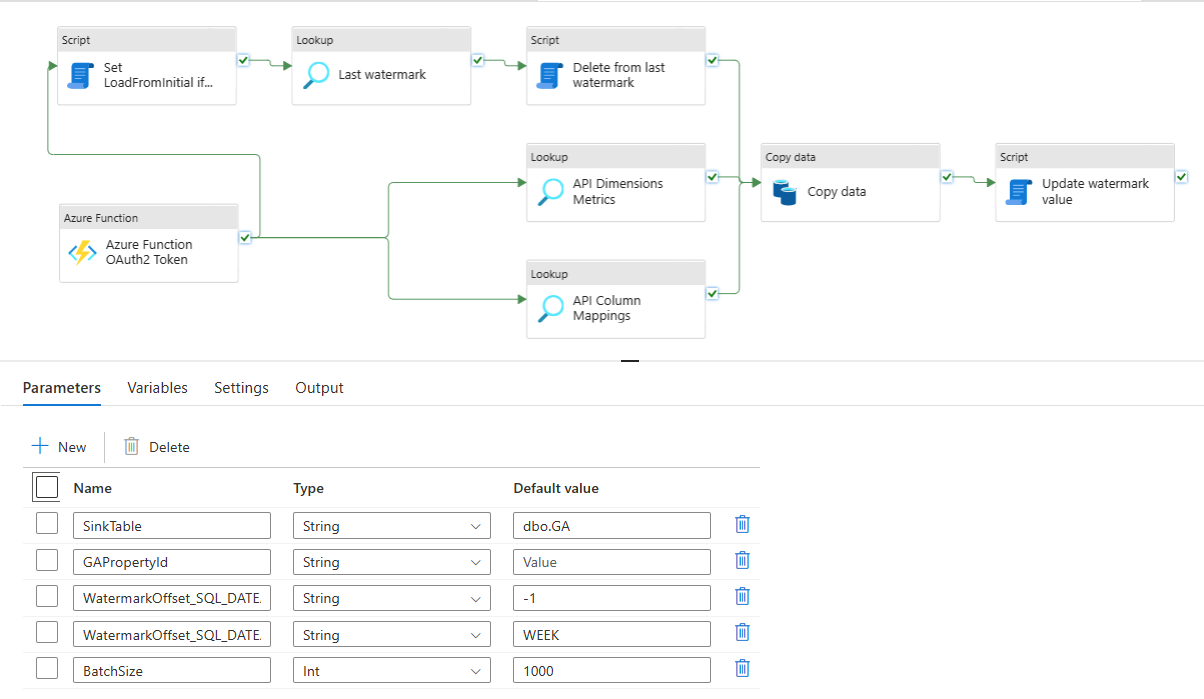 Script
Set
LoadFromInitial if...
Lookup
Last watermark
Script
Delete from last
watermark
Azure Function
Azure Function
OAuth2 Token
Lookup
API Dimensions
Metrics
Lookup
API Column
Mappings
Copy data
Copy data
Script
Update watermark
value
Parameters Variables Settings Output
New Delete
Name Type Default value
SinkTable String dbo.GA
GAPropertyId String Value
WatermarkOffset_SQL_DATE. String -1
WatermarkOffset_SQL_DATE. String WEEK
BatchSize Int 1000